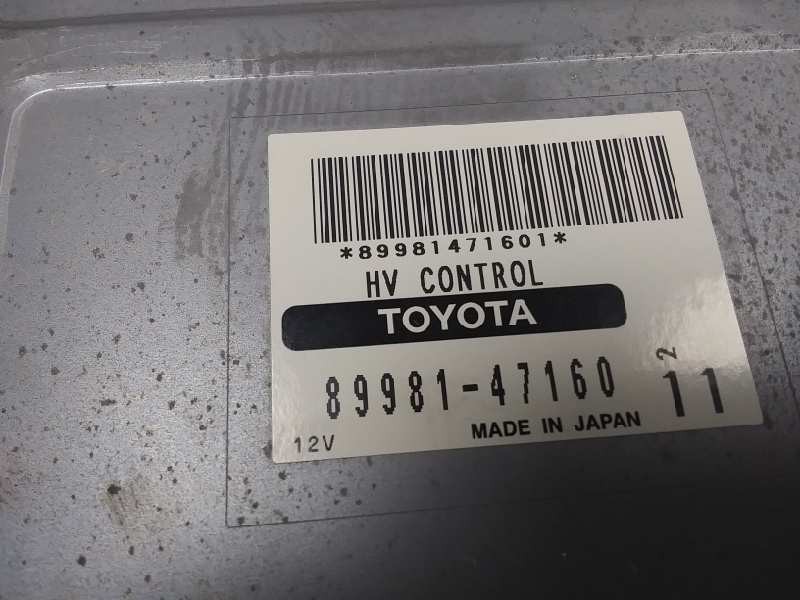 *89981471601*
HV CONTROL
TOYOTA
89981-47160
2
11
12V
MADE IN JAPAN